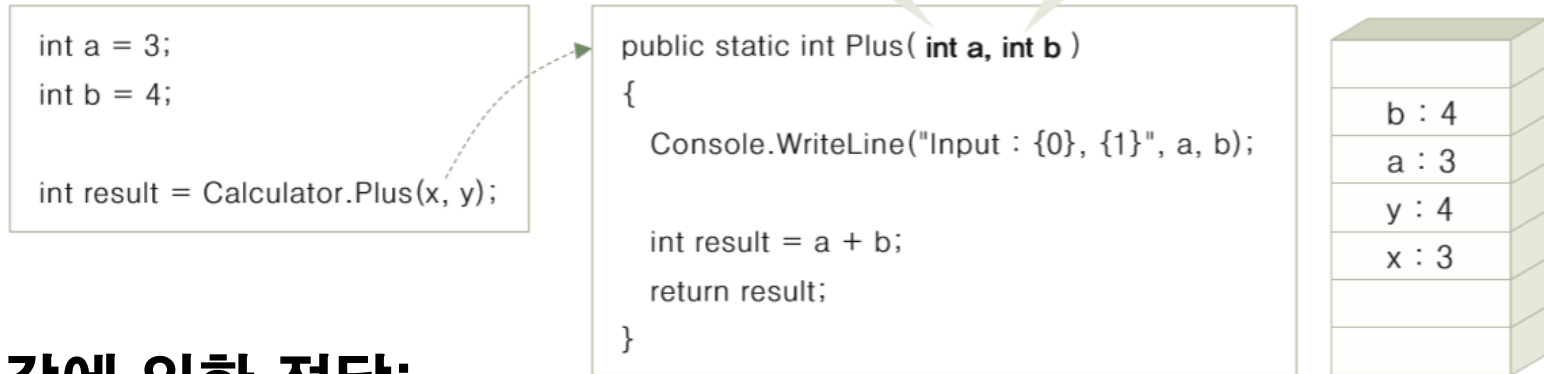 int a = 3;
int b = 4;
int result = Calculator.Plus(x, y);
public static int Plus( int a, int b )
{
Console.WriteLine("Input : {0}, {1}", a, b);
int result = a + b;
return result;
}
b : 4
a : 3
y : 4
x : 3